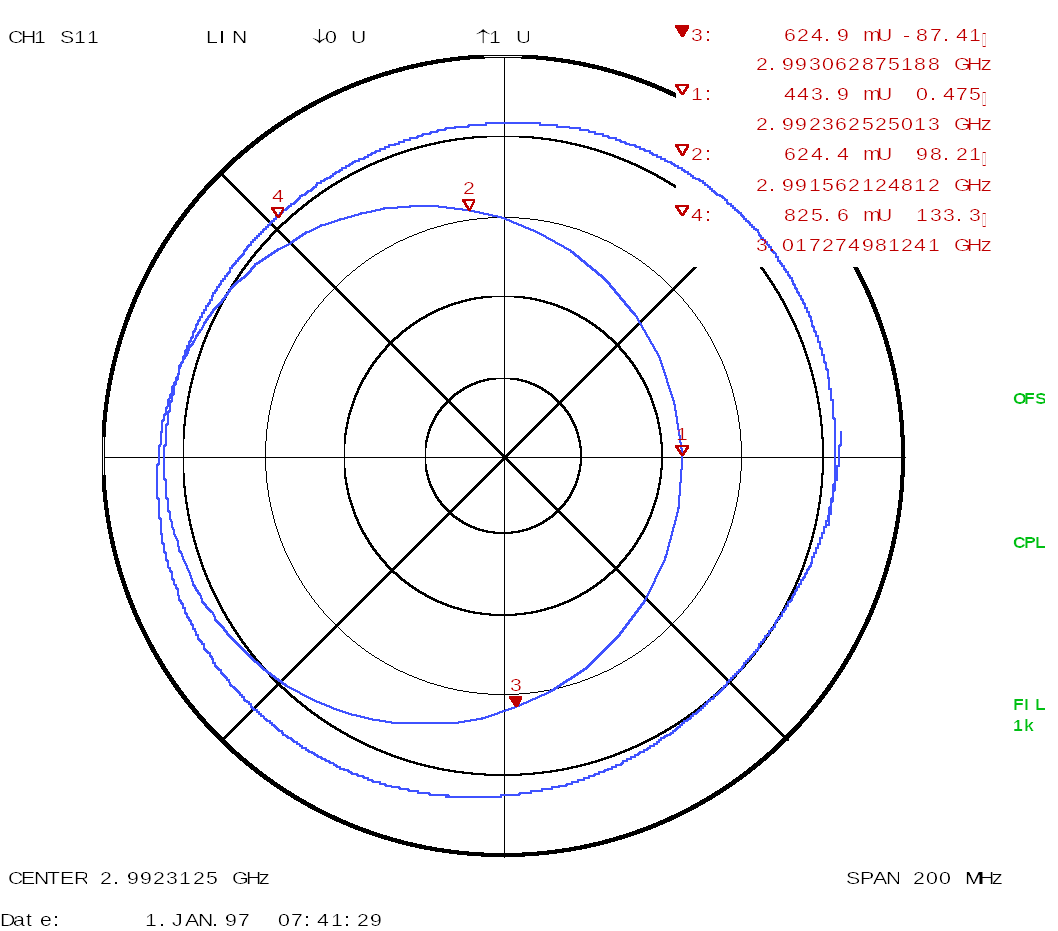 CH1 S11 LIN ↓0 U ↑1 U
3: 624.9 mU -87.41
2.993062875188 GHz
1: 443.9 mU 0.475
2.992362525013 GHz
2: 624.4 mU 98.21
2.991562124812 GHz
4: 825.6 mU 133.3
3.017274981241 GHz
4
2
1
3
OFS
CPL
FIL
1k
CENTER 2.9923125 GHz SPAN 200 MHz
Date: 1.JAN.97 07:41:29